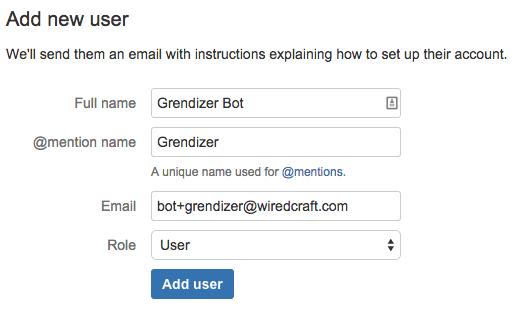 Add new user
We'll send them an email with instructions explaining how to set up their account.
Full name Grendizer Bot
@mention name Grendizer
A unique name used for @mentions.
Email bot+grendizer@wiredcraft.com
Role User
Add user